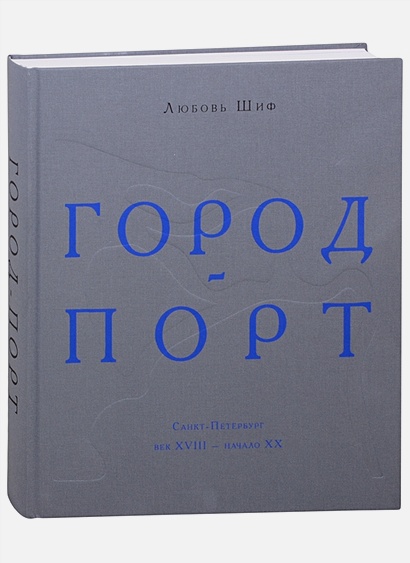 Любовь Шиф
ГОРОД
-
ПОРТ
Санкт-Петербург
век XVIII – начало XX
ГОРОД-ПОРТ